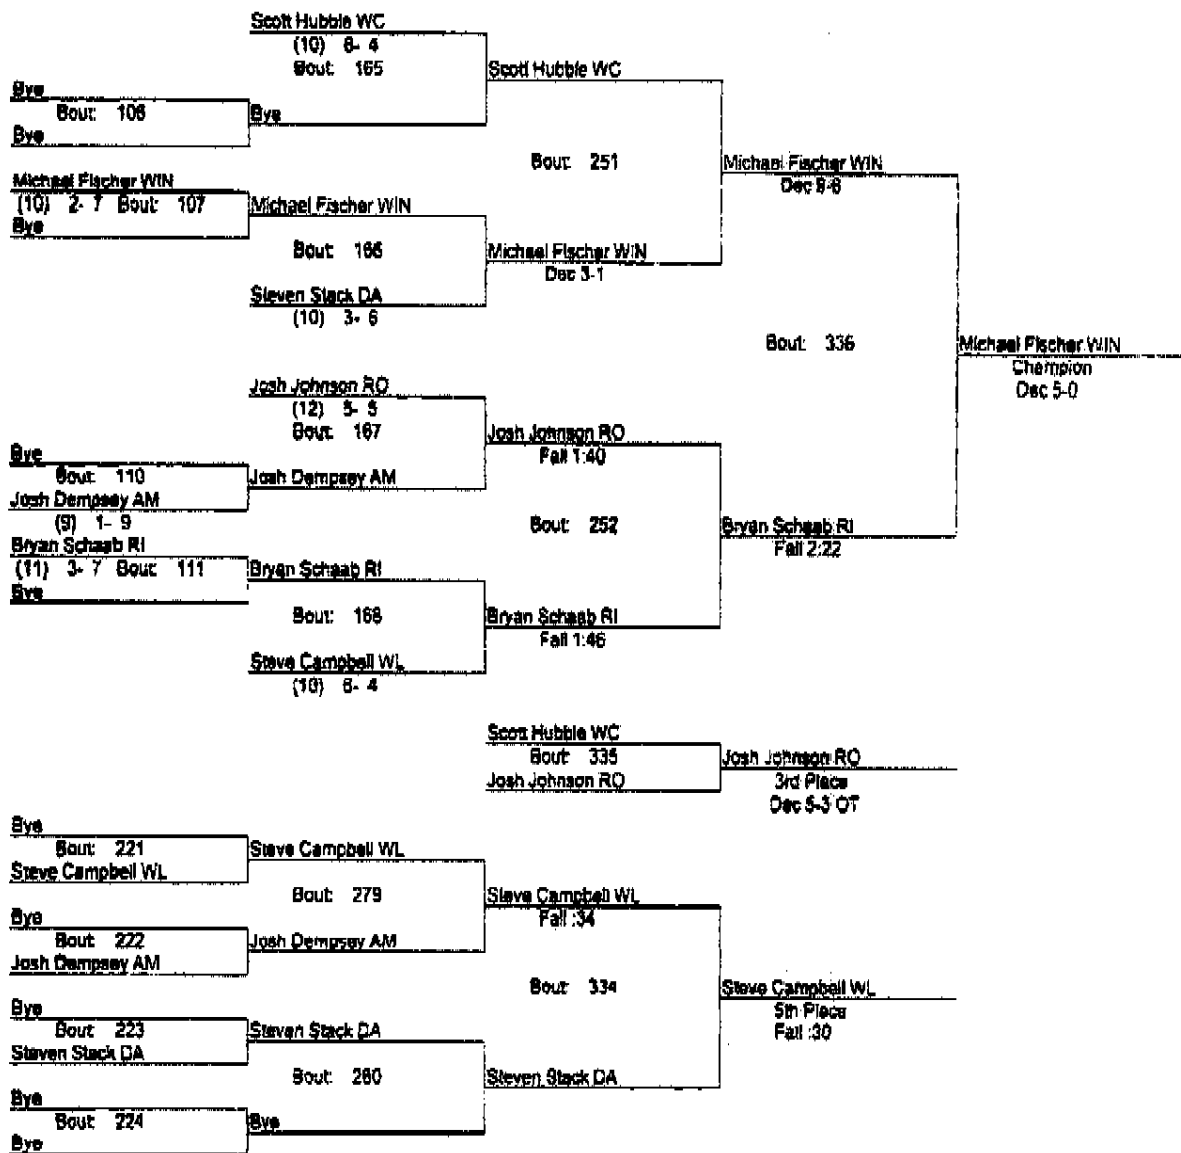 Scott Hubble WC
(10) 6- 4
Bout: 165
Scott Hubble WC
Bye
Bout: 106
Bye
Bye
Bout: 251
Michael Fischer WIN
Dec 9-6
Michael Fischer WIN
(10) 2- 7 Bout: 107
Bye
Michael Fischer WIN
Bout: 166
Michael Fischer WIN
Dec 3-1
Steven Stack DA
(10) 3- 6
Bout: 336
Michael Fischer WIN
Champion
Dec 5-0
Josh Johnson RO
(12) 5- 5
Bout: 167
Josh Johnson RO
Fall 1:40
Bye
Bout: 110
Josh Dempsey AM
Josh Dempsey AM
(9) 1- 9
Bout: 252
Bryan Schaab RI
Fall 2:22
Bryan Schaab RI
(11) 3- 7 Bout: 111
Bye
Bryan Schaab RI
Bout: 168
Bryan Schaab RI
Fall 1:46
Steve Campbell WL
(10) 6- 4
Scott Hubble WC
Bout: 335
Josh Johnson RO
Josh Johnson RO
3rd Place
Dec 5-3 OT
Bye
Bout: 221
Steve Campbell WL
Steve Campbell WL
Bout: 279
Steve Campbell WL
Fall :34
Bye
Bout: 222
Josh Dempsey AM
Josh Dempsey AM
Bout: 334
Steve Campbell WL
5th Place
Fall :30
Bye
Bout: 223
Steven Stack DA
Steven Stack DA
Bout: 280
Steven Stack DA
Bye
Bout: 224
Bye
Bye